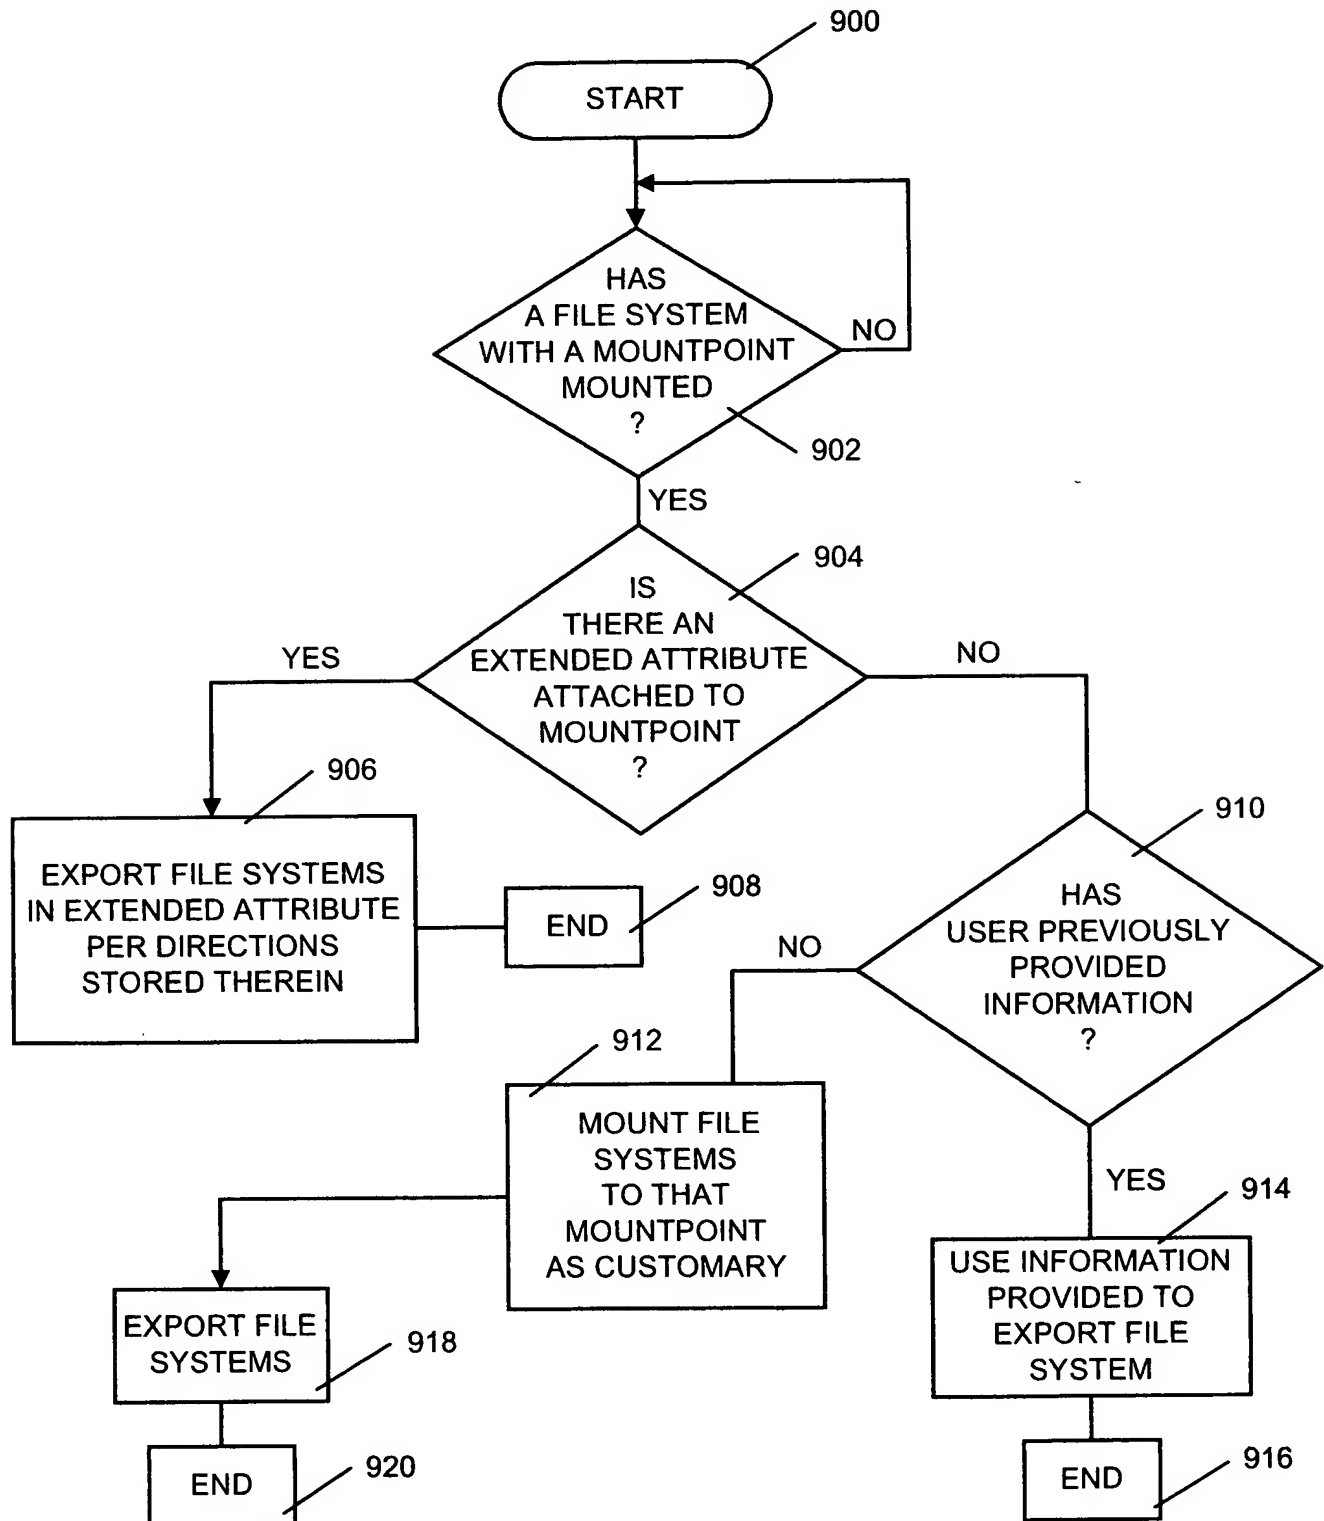 900
START
HAS
A FILE SYSTEM
WITH A MOUNTPOINT
MOUNTED
?
NO
902
YES
904
IS
THERE AN
EXTENDED ATTRIBUTE
ATTACHED TO
MOUNTPOINT
?
YES
NO
906
EXPORT FILE SYSTEMS
IN EXTENDED ATTRIBUTE
PER DIRECTIONS
STORED THEREIN
END
908
910
HAS
USER PREVIOUSLY
PROVIDED
INFORMATION
?
NO
912
MOUNT FILE
SYSTEMS
TO THAT
MOUNTPOINT
AS CUSTOMARY
YES
914
USE INFORMATION
PROVIDED TO
EXPORT FILE
SYSTEM
EXPORT FILE
SYSTEMS
918
END
920
END
916